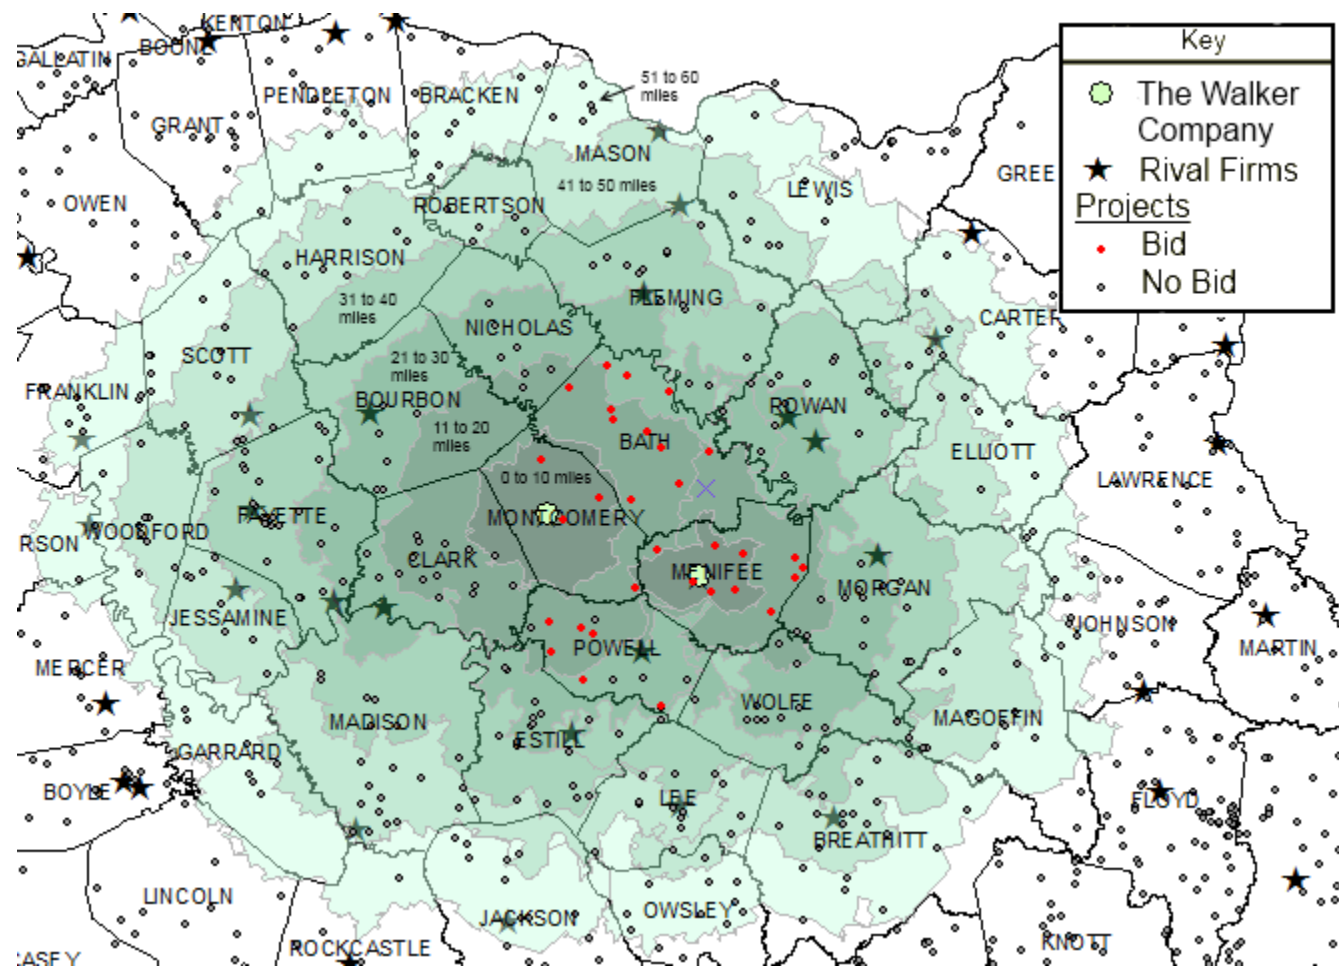 KENTON
GALLATIN
BOONE
PENDLETON
BRACKEN
51 to 60
miles
GRANT
MASON
41 to 50 miles
LEWIS
GREE
OWEN
ROBERTSON
HARRISON
31 to 40
miles
FLEMING
CARTER
NICHOLAS
SCOTT
21 to 30
miles
FRANKLIN
BOURBON
ROWAN
11 to 20
miles
BATH
ELLIOTT
0 to 10 miles
LAWRENCE
MONTGOMERY
FAYETTE
WOODFORD
RSON
CLARK
MENIFEE
MORGAN
JESSAMINE
JOHNSON
POWELL
MARTIN
MERCER
WOLFE
MADISON
MAGOFFIN
ESTILL
GARRARD
BOYLE
LEE
FLOYD
BREATHITT
LINCOLN
OWSLEY
JACKSON
KNOTT
ROCKCASTLE
CASEY
Key
The Walker
Company
Rival Firms
Projects
Bid
No Bid